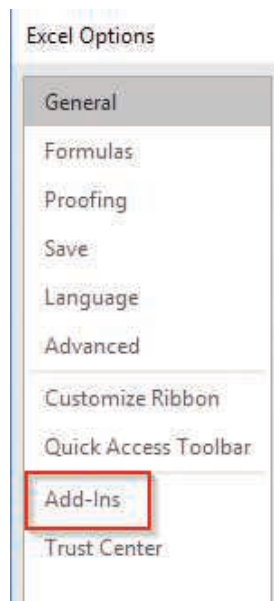 Excel Options
General
Formulas
Proofing
Save
Language
Advanced
Customize Ribbon
Quick Access Toolbar
Add-Ins
Trust Center